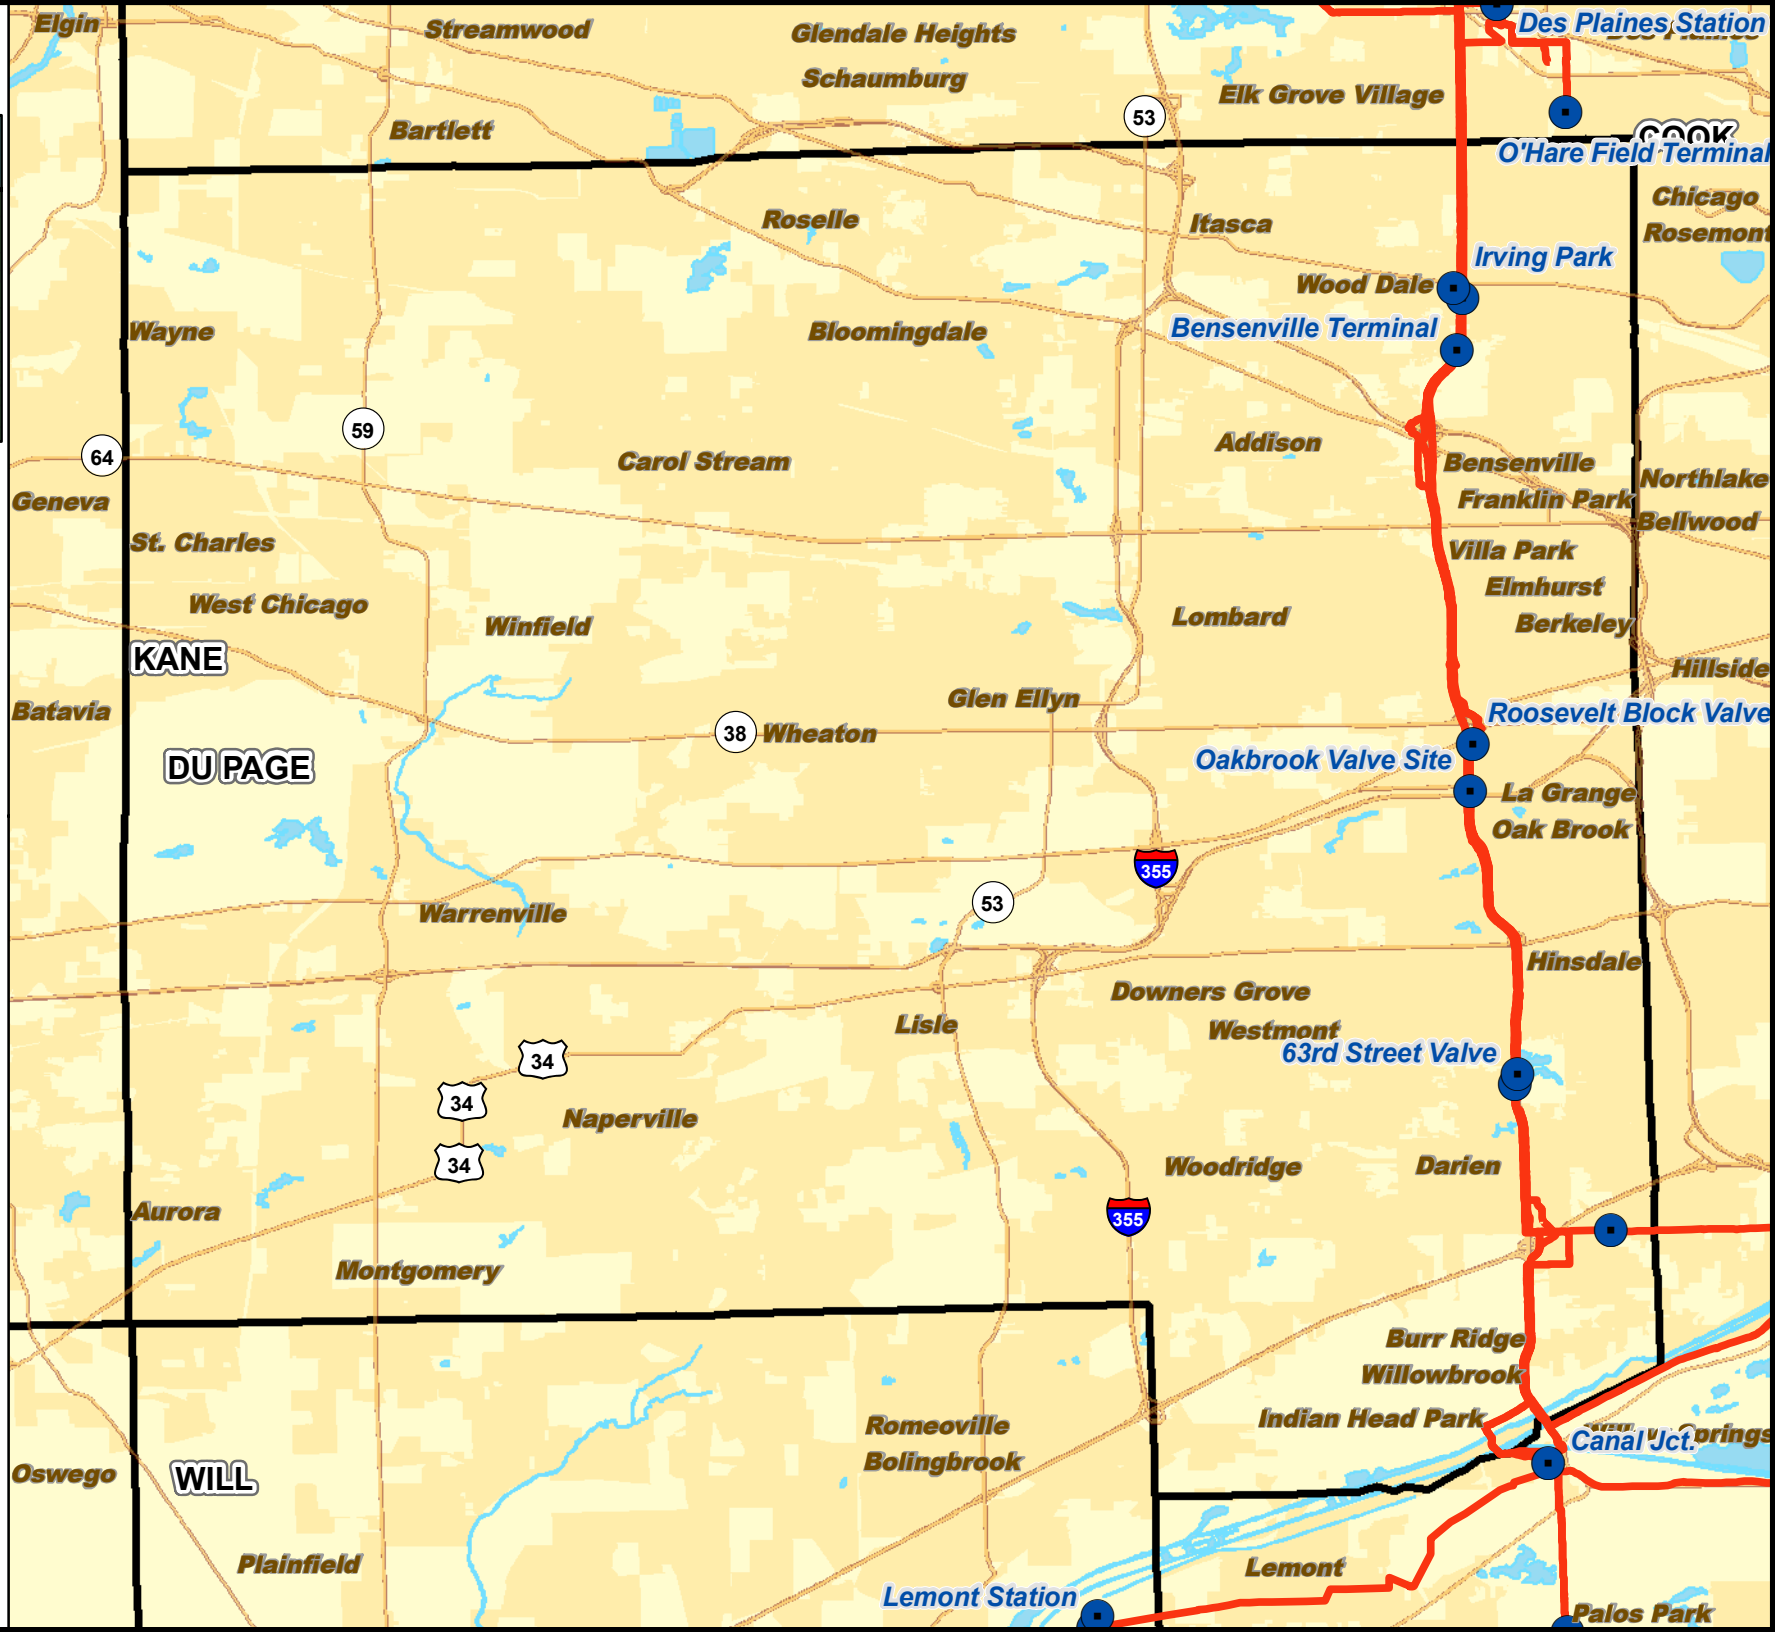 Elgin
Streamwood
Glendale Heights
Des Plaines Station
Des Plaines
Schaumburg
Elk Grove Village
53
Bartlett
COOK
O'Hare Field Terminal
Chicago
Roselle
Itasca
Rosemont
Irving Park
Wood Dale
Wayne
Bloomingdale
Bensenville Terminal
59
Addison
64
Carol Stream
Bensenville
Northlake
Geneva
Franklin Park
Bellwood
St. Charles
Villa Park
Elmhurst
West Chicago
Winfield
Lombard
Berkeley
KANE
Hillside
Batavia
Glen Ellyn
Roosevelt Block Valve
38
Wheaton
Oakbrook Valve Site
DU PAGE
La Grange
Oak Brook
355
53
Warrenville
Hinsdale
Downers Grove
Lisle
Westmont
63rd Street Valve
34
34
Naperville
34
Woodridge
Darien
Aurora
355
Montgomery
Burr Ridge
Willowbrook
Romeoville
Indian Head Park
Springs
Canal Jct.
Bolingbrook
Oswego
WILL
Plainfield
Lemont
Lemont Station
Palos Park